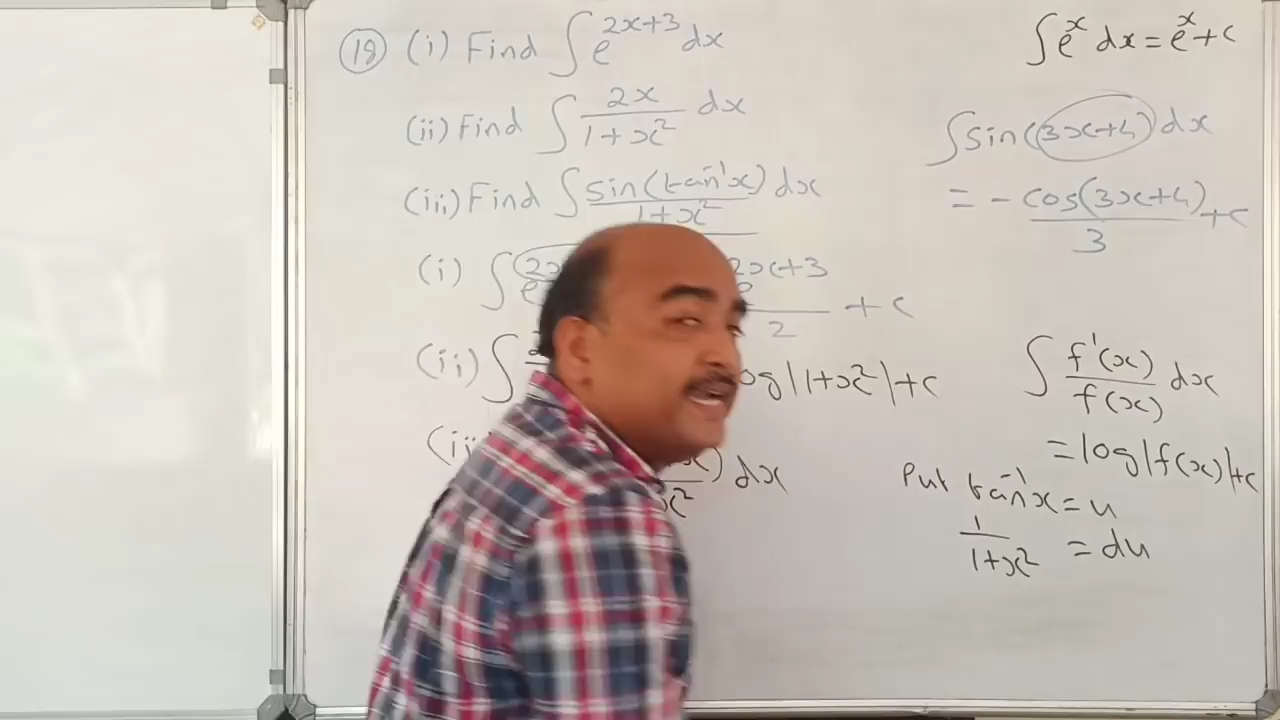 18 (i) Find ∫e^{2x+3} dx
(ii) Find ∫ 2x/(1+x²) dx
(iii) Find ∫ sin(tan⁻¹x)/(1+x²) dx
(i) ∫ 2x+3/2 + c
(ii) ∫ log|1+x²|+c
x² dx
∫e^x dx = e^x + c
∫sin(3x+4) dx
= - cos(3x+4)/3 + c
∫ f'(x)/f(x) dx
= log|f(x)|+c
Put tan⁻¹x = u
1/(1+x²) = du